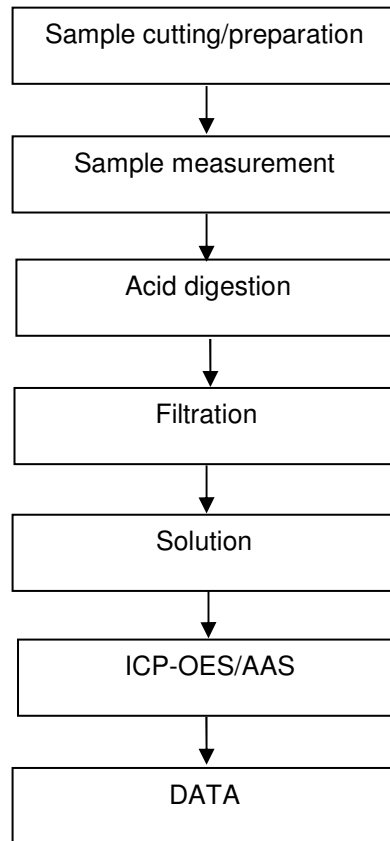 Sample cutting/preparation
Sample measurement
Acid digestion
Filtration
Solution
ICP-OES/AAS
DATA